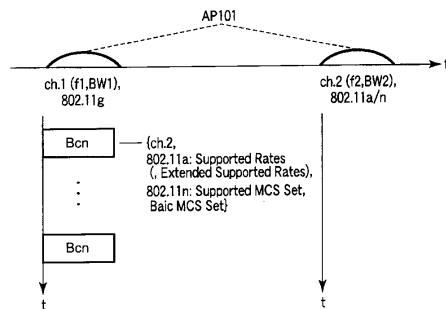 AP101
f
ch.1 (f1,BW1),
802.11g
ch.2 (f2,BW2),
802.11a/n
Bcn
{ch.2,
802.11a: Supported Rates
(, Extended Supported Rates),
802.11n: Supported MCS Set,
Baic MCS Set}
Bcn
t
t